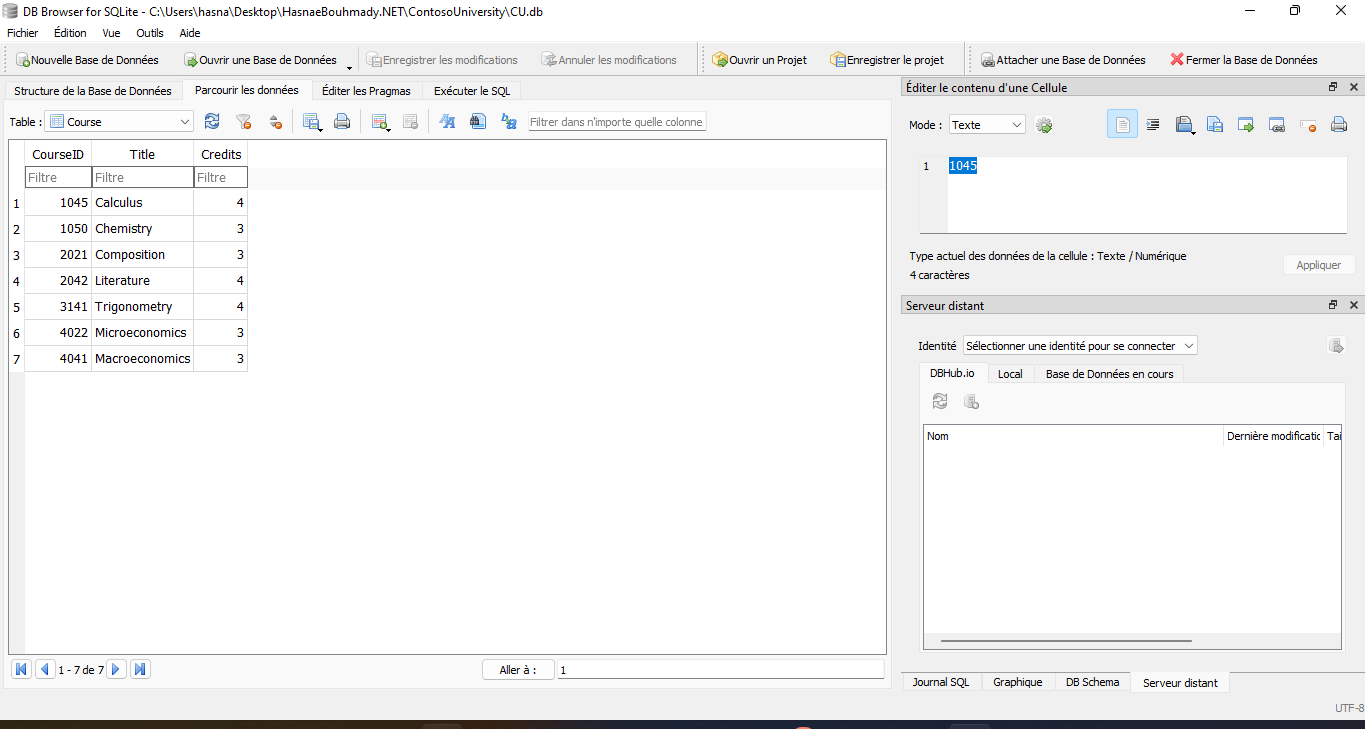 DB Browser for SQLite - C:\Users\hasna\Desktop\HasnaeBouhmady.NET\ContosoUniversity\CU.db
Fichier Édition Vue Outils Aide
Nouvelle Base de Données Ouvrir une Base de Données Enregistrer les modifications Annuler les modifications Ouvrir un Projet Enregistrer le projet Attacher une Base de Données Fermer la Base de Données
Structure de la Base de Données Parcourir les données Éditer les Pragmas Exécuter le SQL
Table : Course Filtrer dans n'importe quelle colonne
CourseID Title Credits
Filtre Filtre Filtre
1 1045 Calculus 4
2 1050 Chemistry 3
3 2021 Composition 3
4 2042 Literature 4
5 3141 Trigonometry 4
6 4022 Microeconomics 3
7 4041 Macroeconomics 3
1 - 7 de 7 Aller à : 1
Éditer le contenu d'une Cellule
Mode : Texte
1 1045
Type actuel des données de la cellule : Texte / Numérique
4 caractères
Appliquer
Serveur distant
Identité Sélectionner une identité pour se connecter
DBHub.io Local Base de Données en cours
Nom Dernière modificatic Tai
Journal SQL Graphique DB Schema Serveur distant
UTF-8